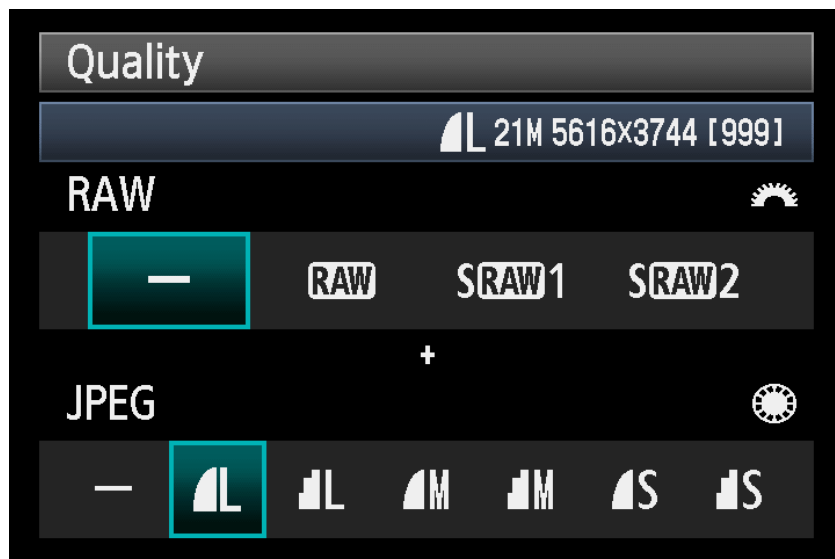 Quality
L 21M 5616X3744 [999]
RAW
— RAW SRAW1 SRAW2
+
JPEG
— L L M M S S